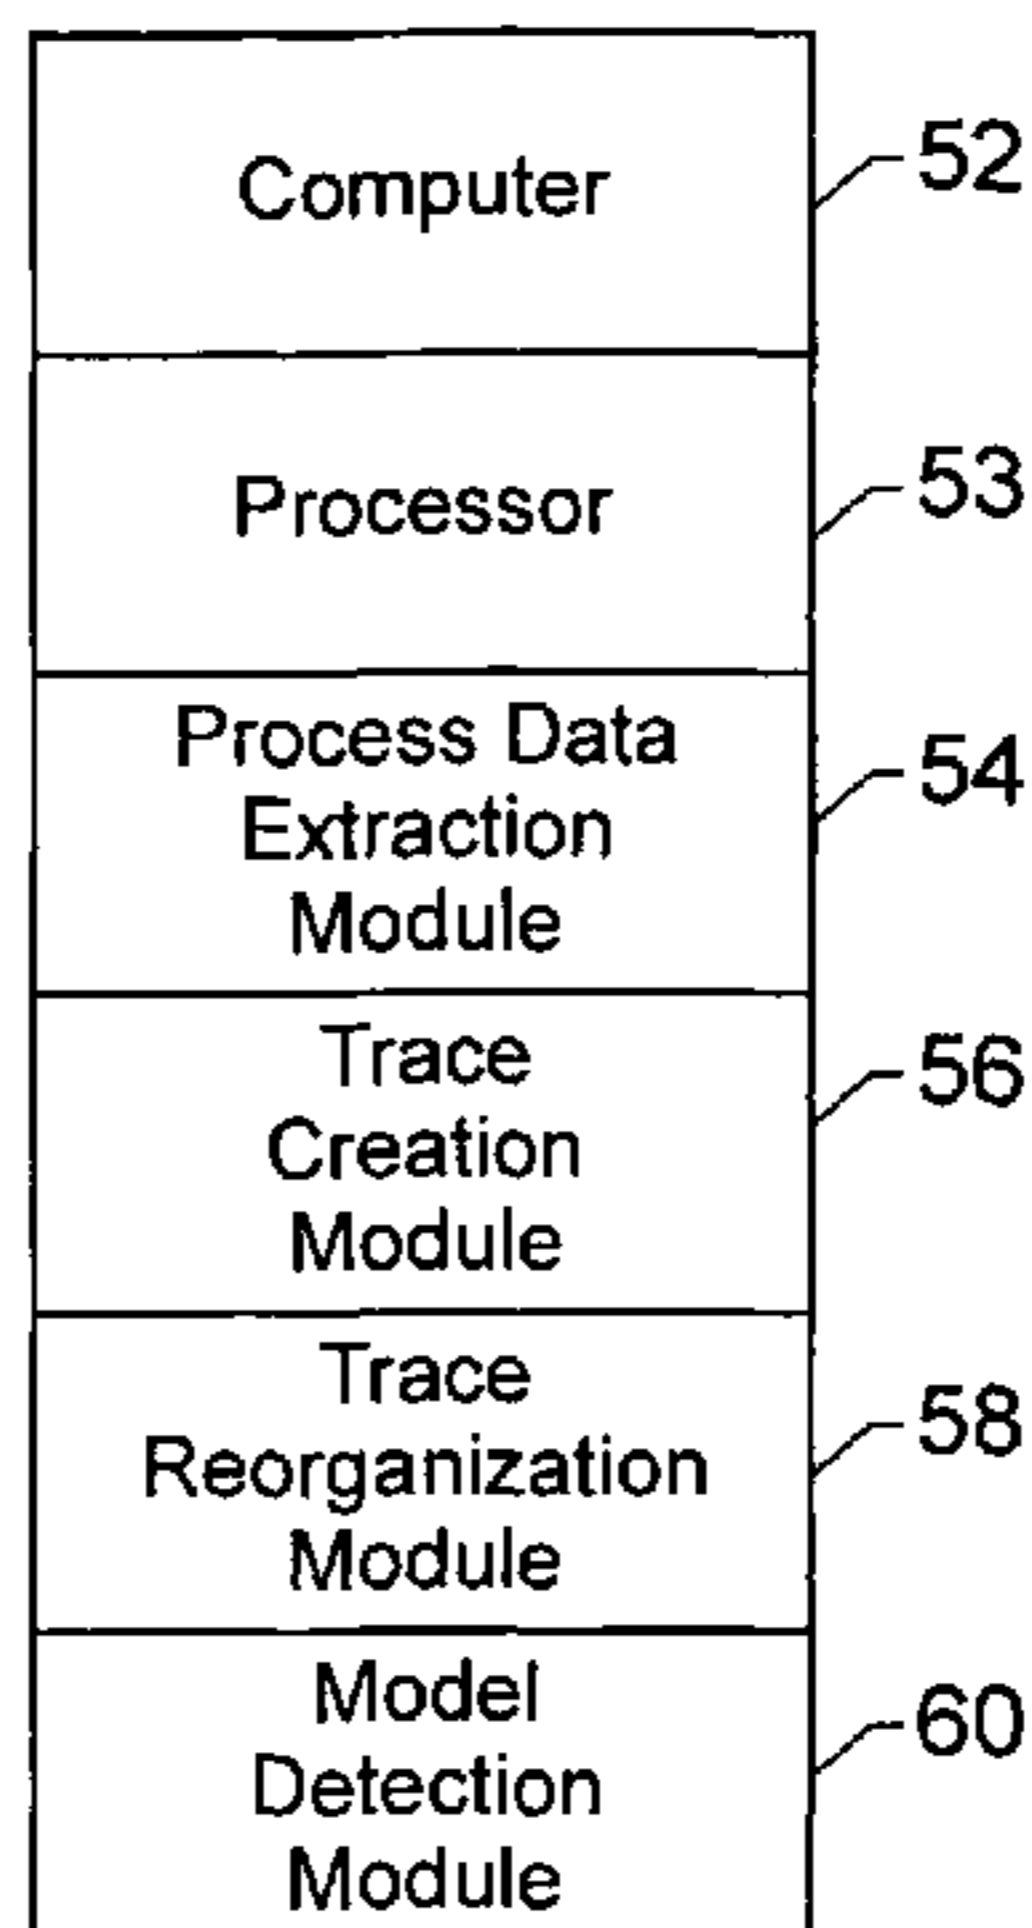 Computer
52
Processor
53
Process Data
Extraction
Module
54
Trace
Creation
Module
56
Trace
Reorganization
Module
58
Model
Detection
Module
60